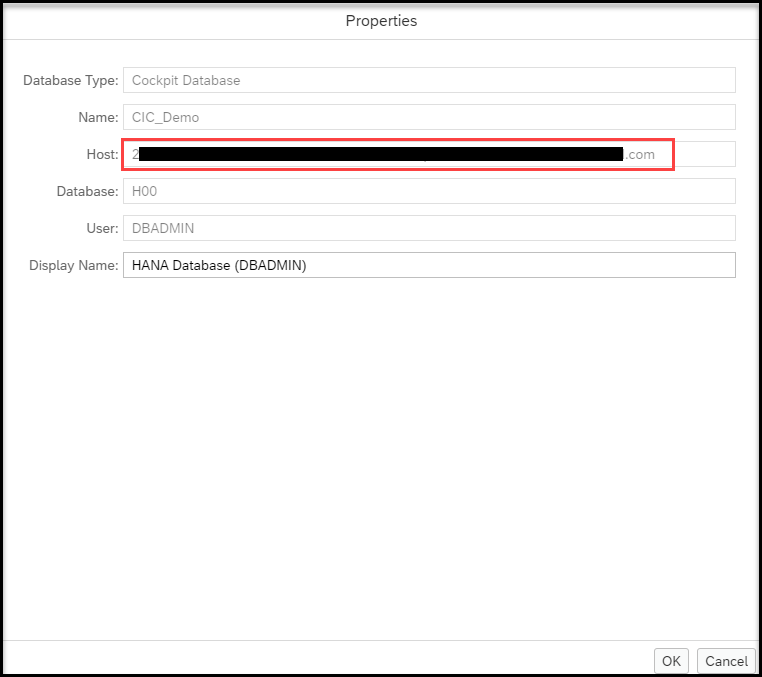 Properties
Database Type: Cockpit Database
Name: CIC_Demo
Host: 2 .com
Database: H00
User: DBADMIN
Display Name: HANA Database (DBADMIN)
OK Cancel